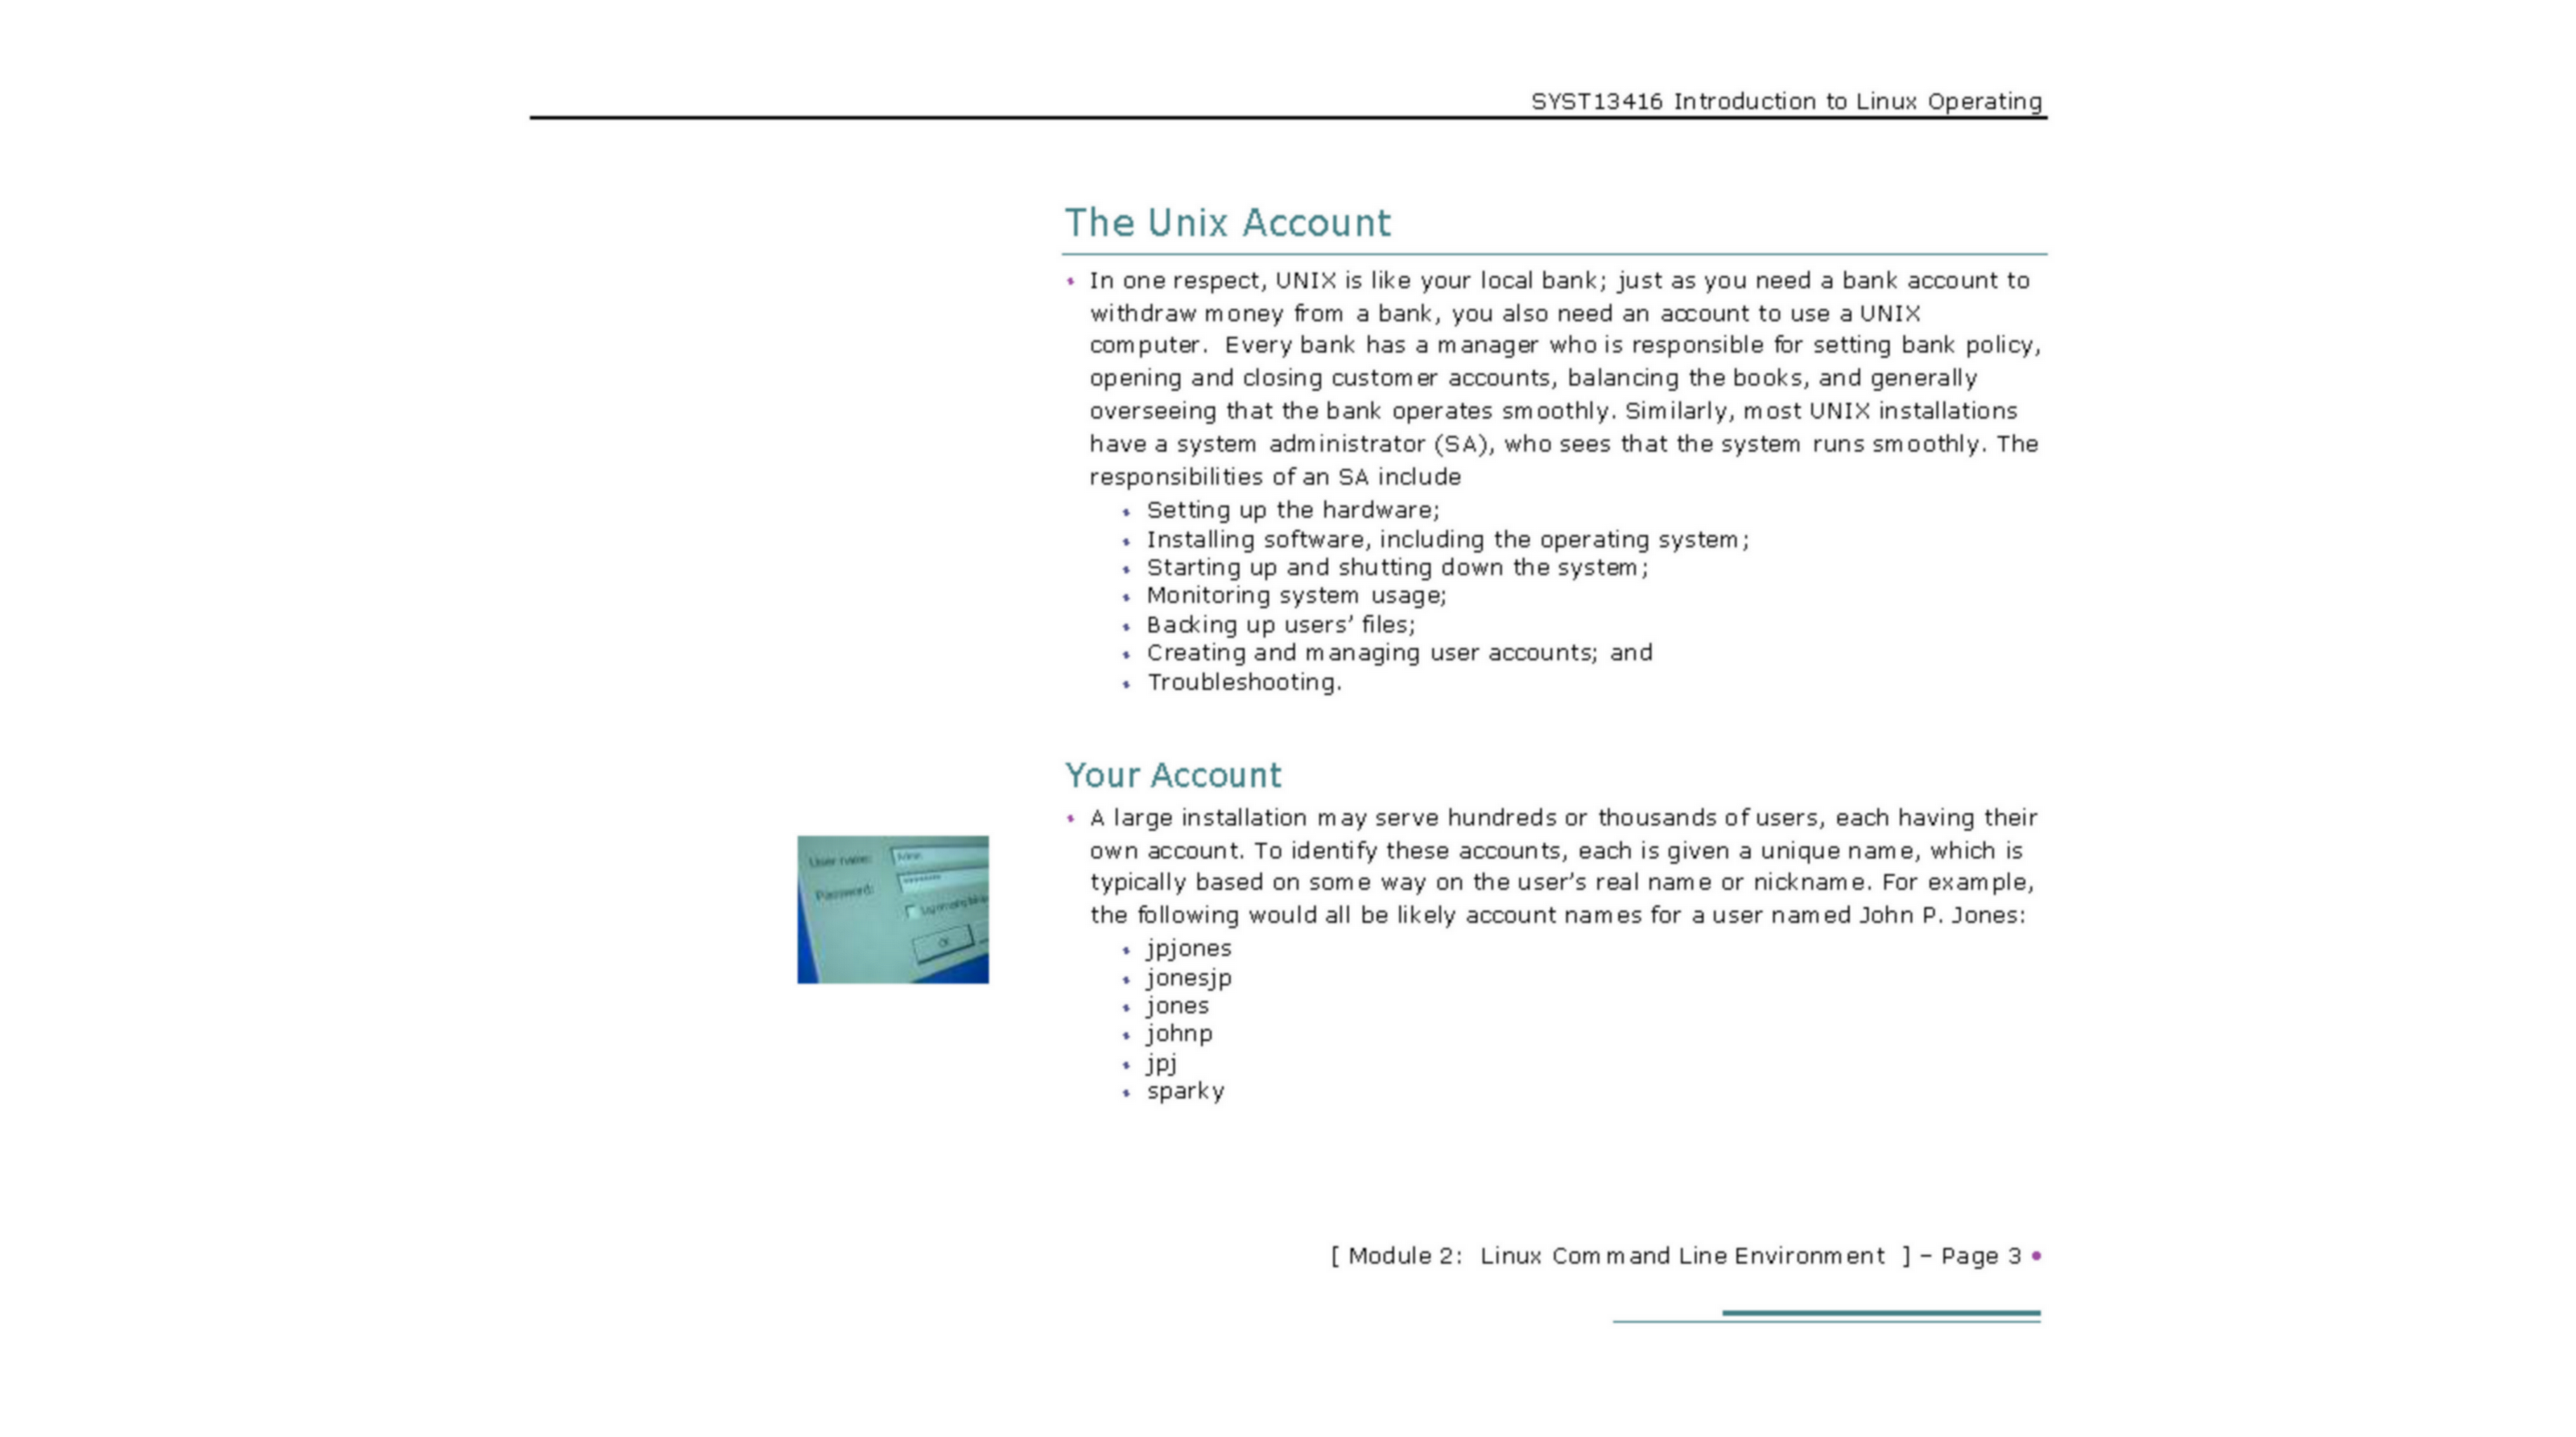 SYST13416 Introduction to Linux Operating
The Unix Account
In one respect, UNIX is like your local bank; just as you need a bank account to
withdraw money from a bank, you also need an account to use a UNIX
computer.  Every bank has a manager who is responsible for setting bank policy,
opening and closing customer accounts, balancing the books, and generally
overseeing that the bank operates smoothly. Similarly, most UNIX installations
have a system administrator (SA), who sees that the system runs smoothly. The
responsibilities of an SA include
Setting up the hardware;
Installing software, including the operating system;
Starting up and shutting down the system;
Monitoring system usage;
Backing up users’ files;
Creating and managing user accounts; and
Troubleshooting.
Your Account
A large installation may serve hundreds or thousands of users, each having their
own account. To identify these accounts, each is given a unique name, which is
typically based on some way on the user’s real name or nickname. For example,
the following would all be likely account names for a user named John P. Jones:
jpjones
jonesjp
jones
johnp
jpj
sparky
User name: Admin
Password: ********
OK
[ Module 2:  Linux Command Line Environment  ] – Page 3 •